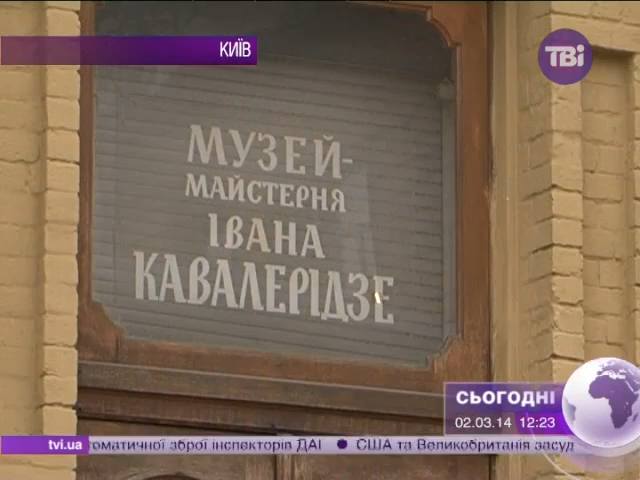 КИЇВ
ТВі
МУЗЕЙ-
МАЙСТЕРНЯ
ІВАНА
КАВАЛЕРІДЗЕ
СЬОГОДНІ
02.03.14 12:23
tvi.ua томатичної зброї інспекторів ДАІ ● США та Великобританія засуд